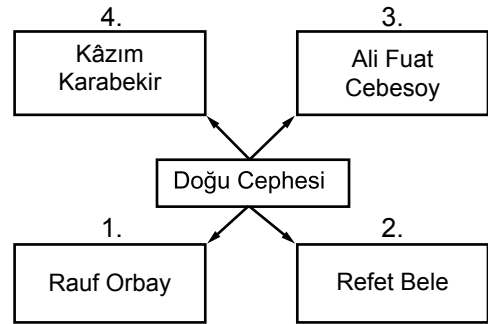 4.
Kâzım
Karabekir
3.
Ali Fuat
Cebesoy
Doğu Cephesi
1.
Rauf Orbay
2.
Refet Bele